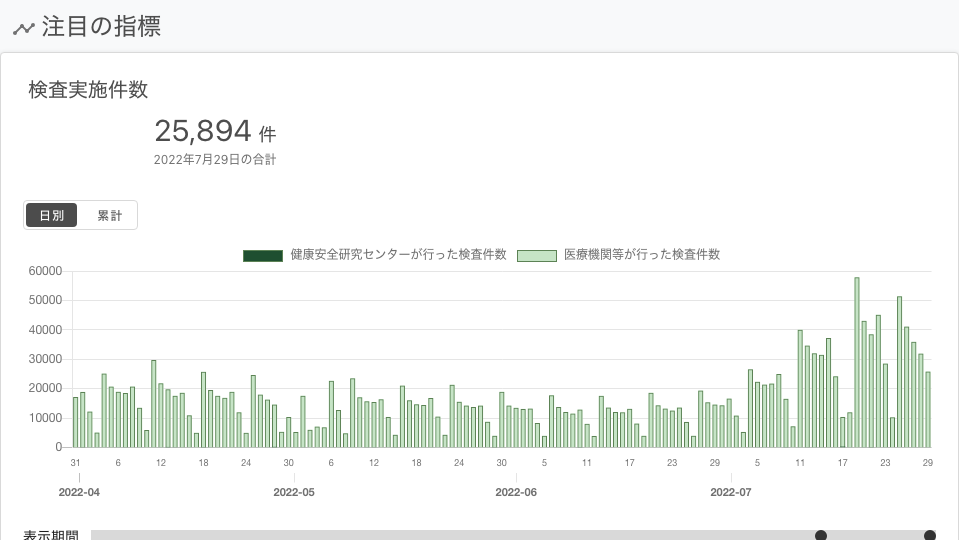 注目の指標
検査実施件数
25,894 件
2022年7月29日の合計
日別 累計
健康安全研究センターが行った検査件数 医療機関等が行った検査件数
60000
50000
40000
30000
20000
10000
0
31 6 12 18 24 30 6 12 18 24 30 5 11 17 23 29 5 11 17 23 29
2022-04 2022-05 2022-06 2022-07
表示期間